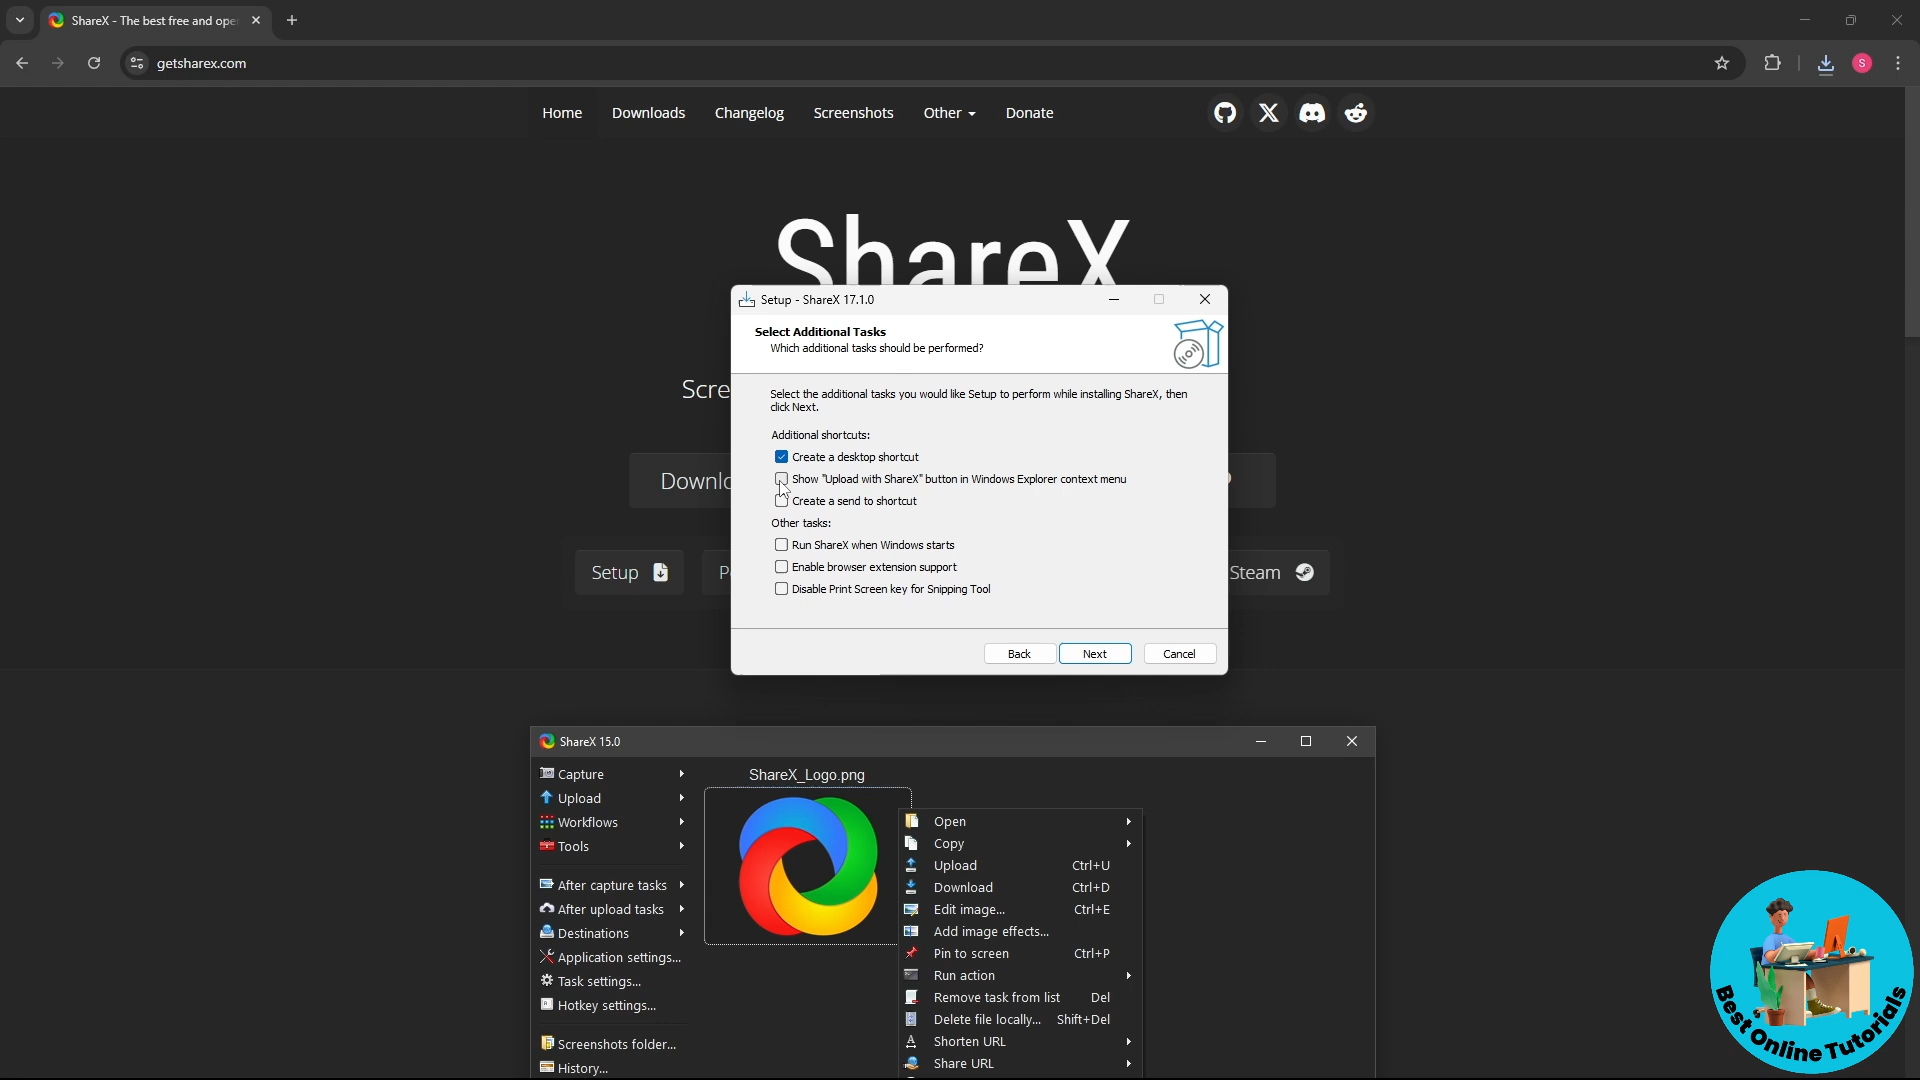 ShareX - The best free and ope
getsharex.com
S
Home
Downloads
Changelog
Screenshots
Other
Donate
ShareX
Scre
Downlo
Setup
P
Steam
Setup - ShareX 17.1.0
Select Additional Tasks
Which additional tasks should be performed?
Select the additional tasks you would like Setup to perform while installing ShareX, then
click Next.
Additional shortcuts:
Create a desktop shortcut
Show "Upload with ShareX" button in Windows Explorer context menu
Create a send to shortcut
Other tasks:
Run ShareX when Windows starts
Enable browser extension support
Disable Print Screen key for Snipping Tool
Back
Next
Cancel
ShareX 15.0
Capture
Upload
Workflows
Tools
After capture tasks
After upload tasks
Destinations
Application settings...
Task settings...
Hotkey settings...
Screenshots folder...
History...
ShareX_Logo.png
Open
Copy
Upload Ctrl+U
Download Ctrl+D
Edit image... Ctrl+E
Add image effects...
Pin to screen Ctrl+P
Run action
Remove task from list Del
Delete file locally... Shift+Del
Shorten URL
Share URL
Best Online Tutorials